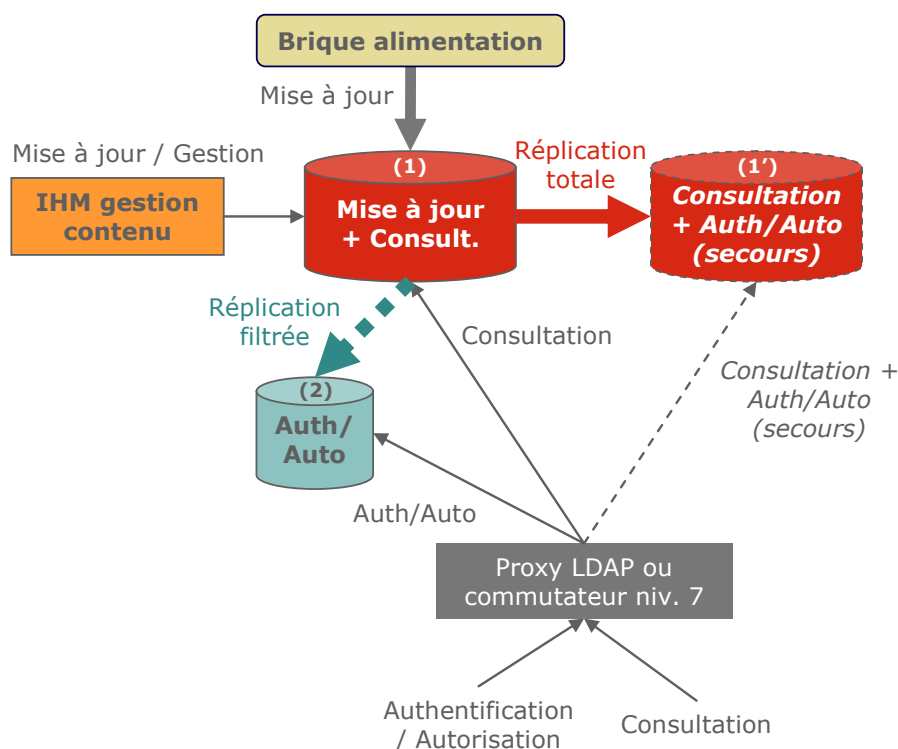 Brique alimentation
Mise à jour
Mise à jour / Gestion
IHM gestion
contenu
(1)
Mise à jour
+ Consult.
Réplication
totale
(1’)
Consultation
+ Auth/Auto
(secours)
Réplication
filtrée
Consultation
Consultation +
Auth/Auto
(secours)
(2)
Auth/
Auto
Auth/Auto
Proxy LDAP ou
commutateur niv. 7
Authentification
/ Autorisation
Consultation